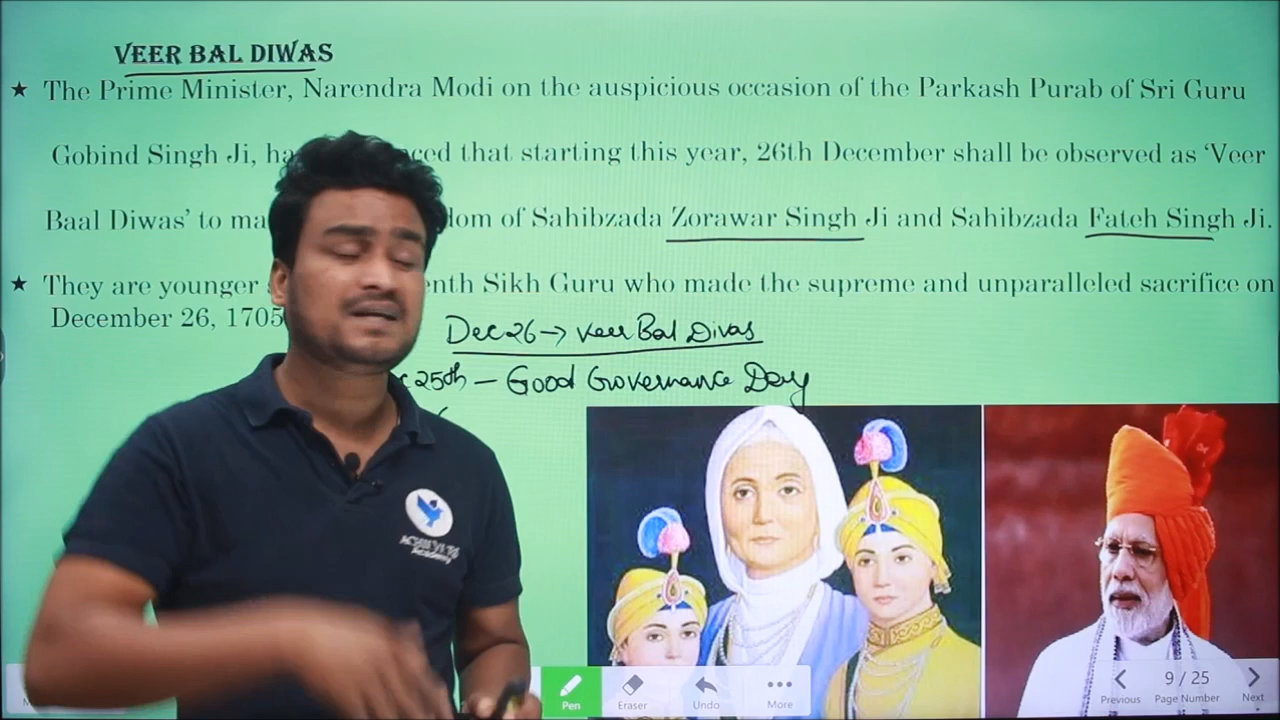 VEER BAL DIWAS
★ The Prime Minister, Narendra Modi on the auspicious occasion of the Parkash Purab of Sri Guru
Gobind Singh Ji, ha ced that starting this year, 26th December shall be observed as ‘Veer
Baal Diwas’ to ma dom of Sahibzada Zorawar Singh Ji and Sahibzada Fateh Singh Ji.
★ They are younger enth Sikh Guru who made the supreme and unparalleled sacrifice on
December 26, 1705
Dec 26 → Veer Bal Divas
c 25th — Good Governance Day
Academy
Pen
Eraser
Undo
More
Previous
9 / 25
Page Number
Next